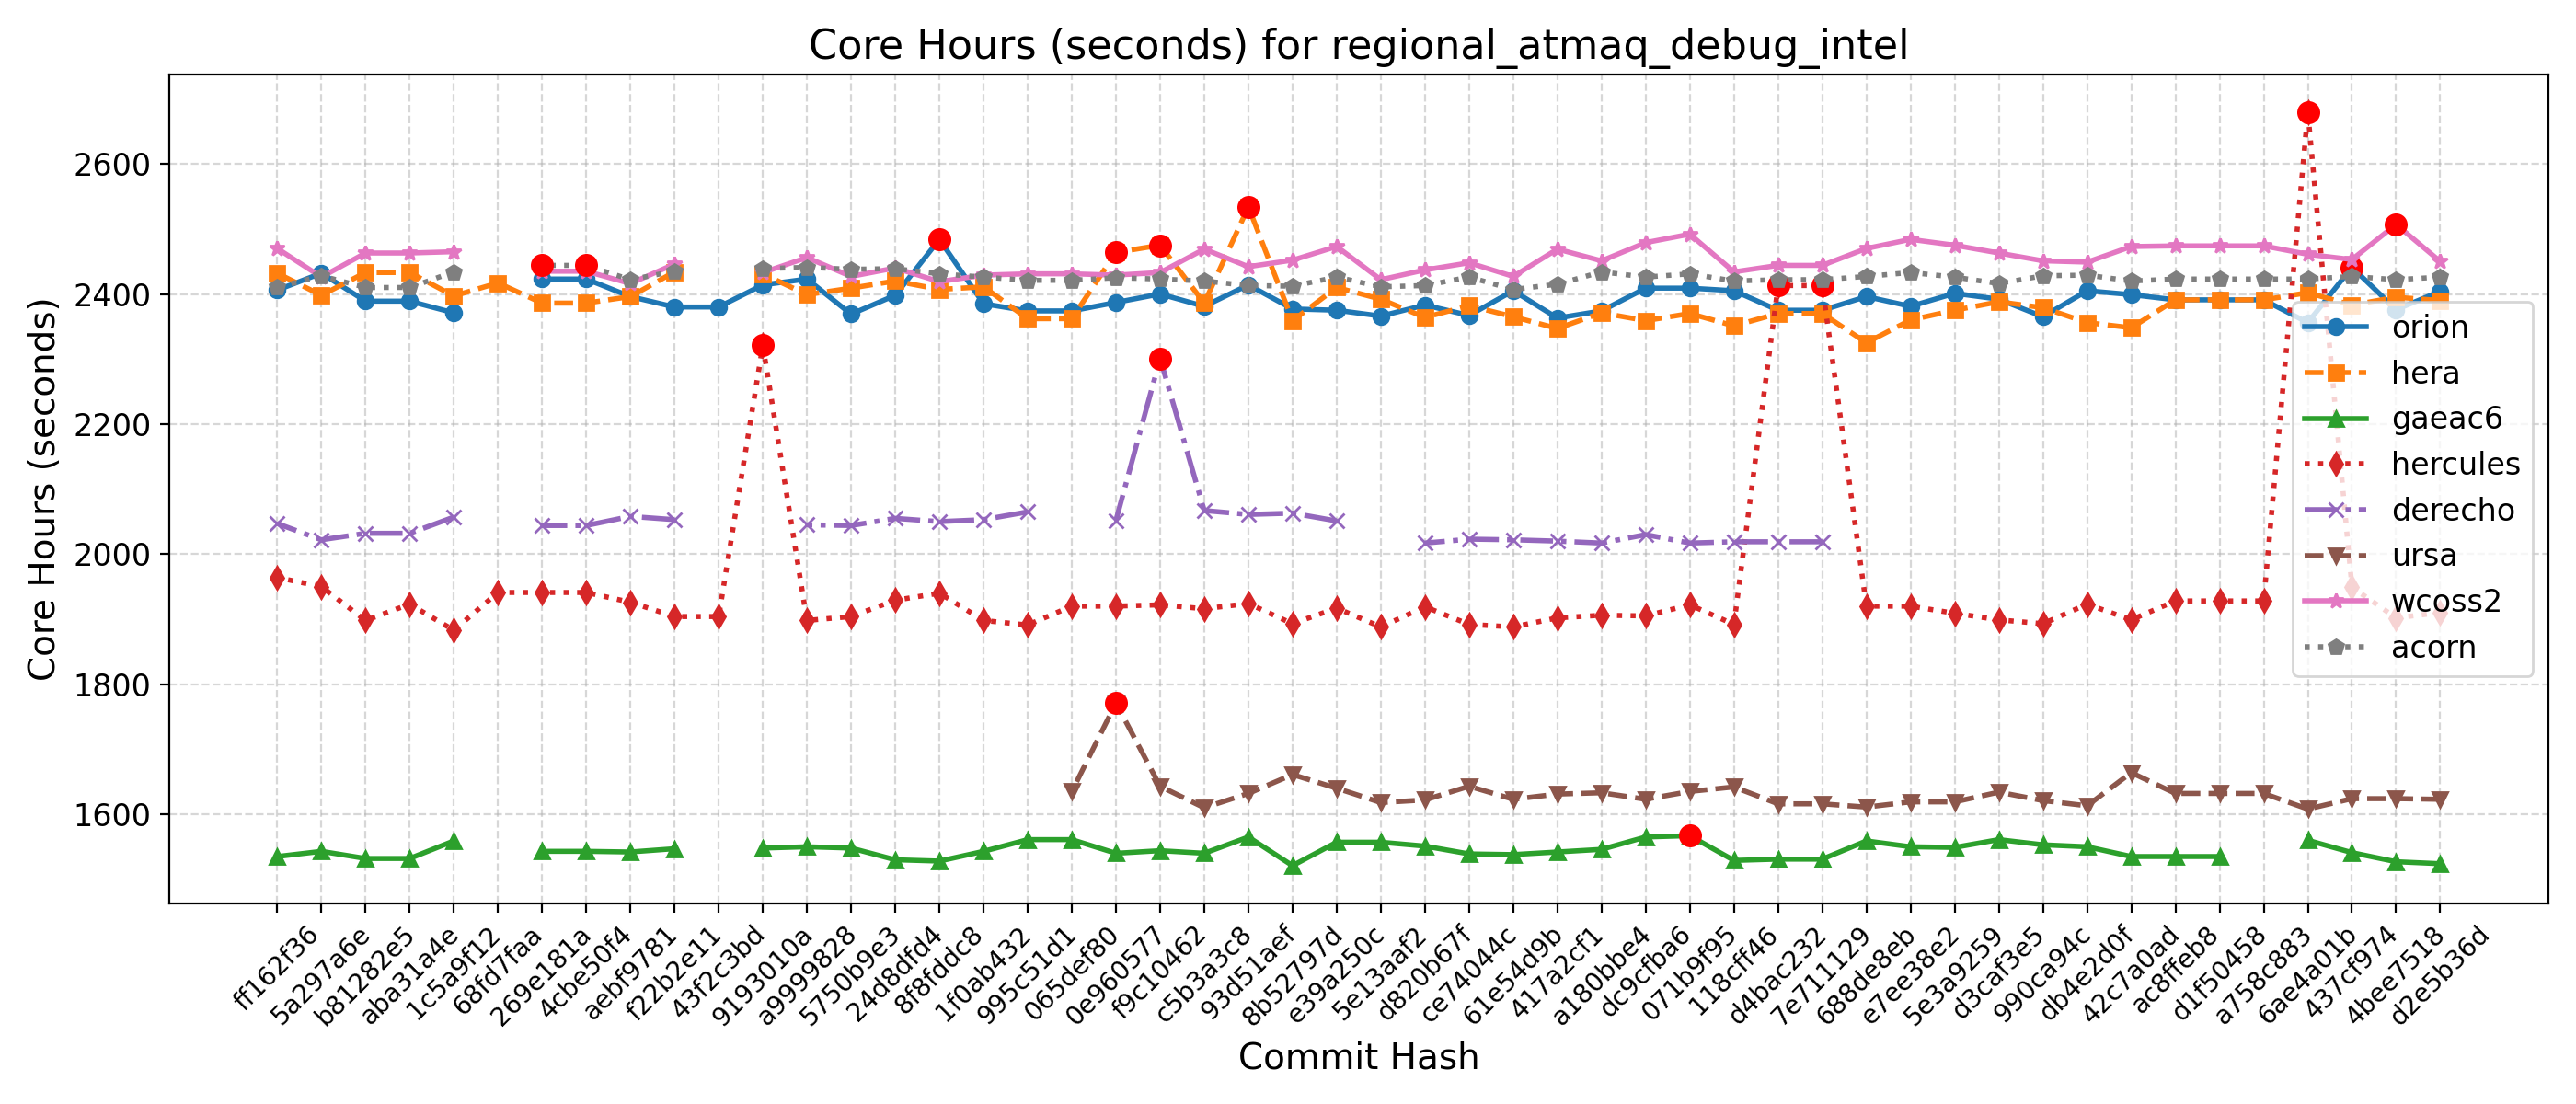 Core Hours (seconds) for regional_atmaq_debug_intel
Core Hours (seconds)
2600
2400
2200
2000
1800
1600
orion
hera
gaeac6
hercules
derecho
ursa
wcoss2
acorn
ff162f36
5a297a6e
b81282e5
aba31a4e
1c5a9f12
68fd7faa
269e181a
4cbe50f4
aebf9781
f22b2e11
43f2c3bd
9193010a
a9999828
5750b9e3
24d8dfd4
8f8fddc8
1f0ab432
995c51d1
065def80
0e960577
f9c10462
c5b3a3c8
93d51aef
8b52797d
e39a250c
5e13aaf2
d820b67f
ce74044c
61e54d9b
417a2cf1
a180bbe4
dc9cfba6
071b9f95
118cff46
d4bac232
7e711129
688de8eb
e7ee38e2
5e3a9259
d3caf3e5
990ca94c
db4e2d0f
42c7a0ad
ac8ffeb8
d1f50458
a758c883
6ae4a01b
437cf974
4bee7518
d2e5b36d
Commit Hash